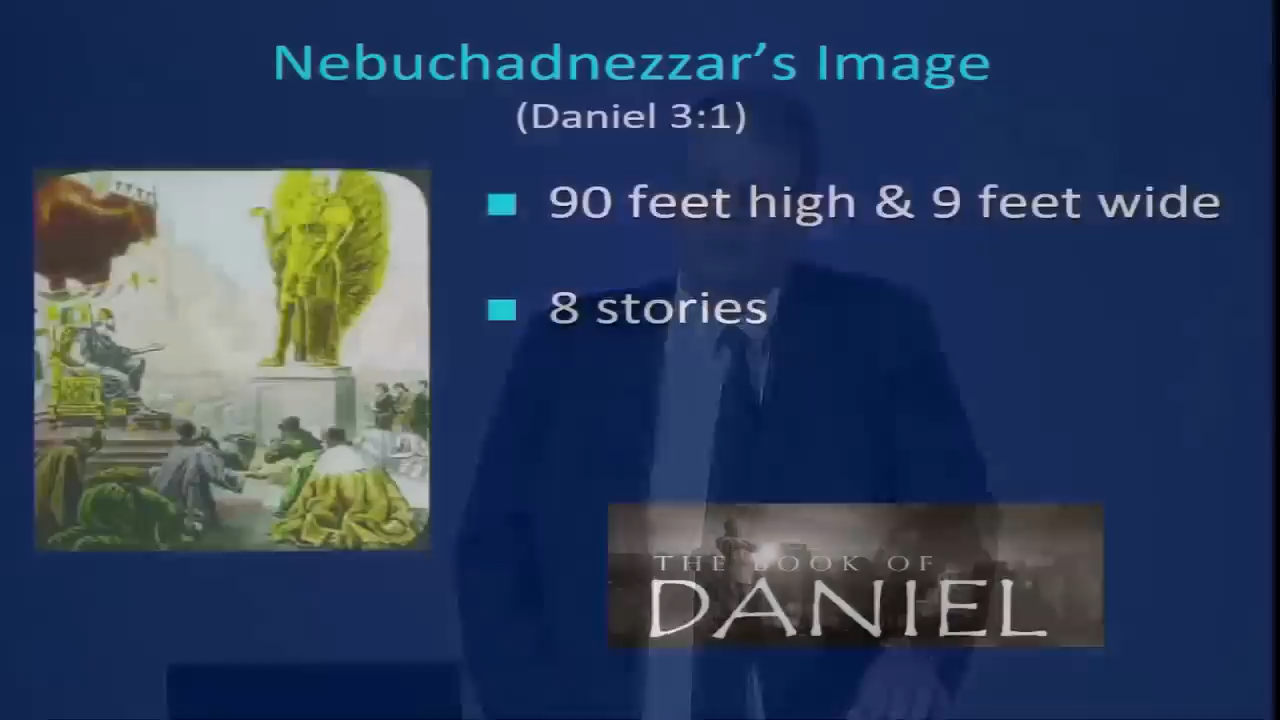 Nebuchadnezzar's Image
(Daniel 3:1)
90 feet high & 9 feet wide
8 stories
THE BOOK OF
DANIEL